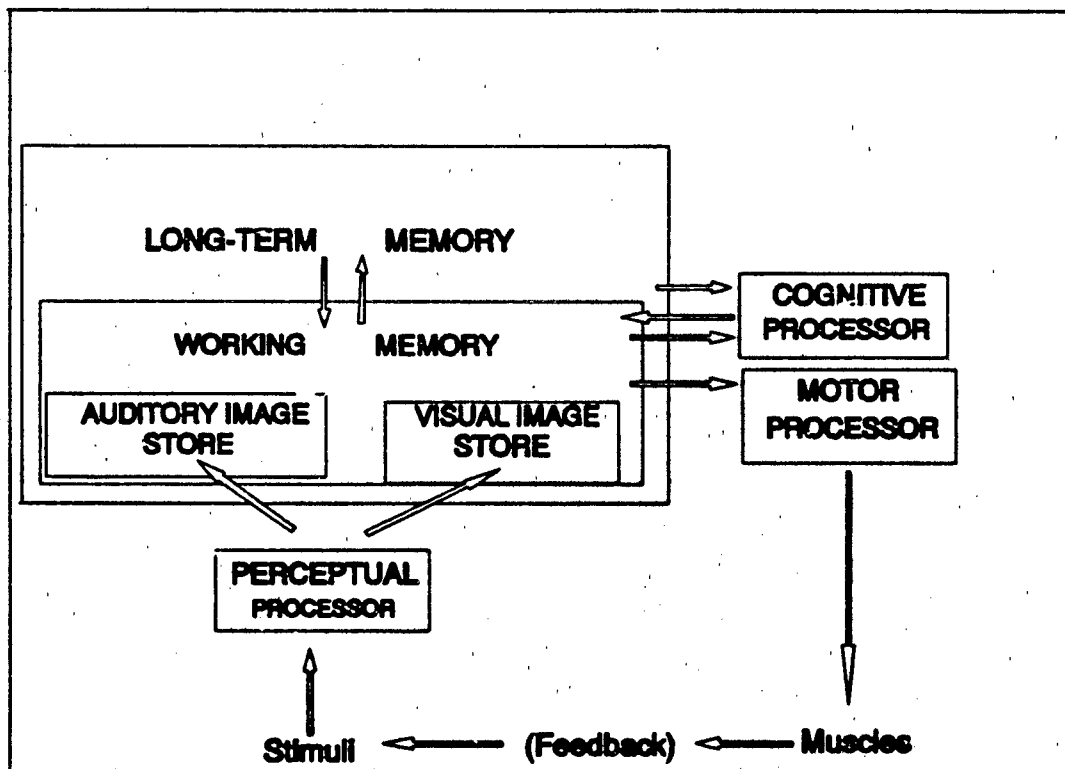 LONG-TERM MEMORY
WORKING MEMORY
AUDITORY IMAGE
STORE
VISUAL IMAGE
STORE
COGNITIVE
PROCESSOR
MOTOR
PROCESSOR
PERCEPTUAL
PROCESSOR
Stimuli (Feedback) Muscles